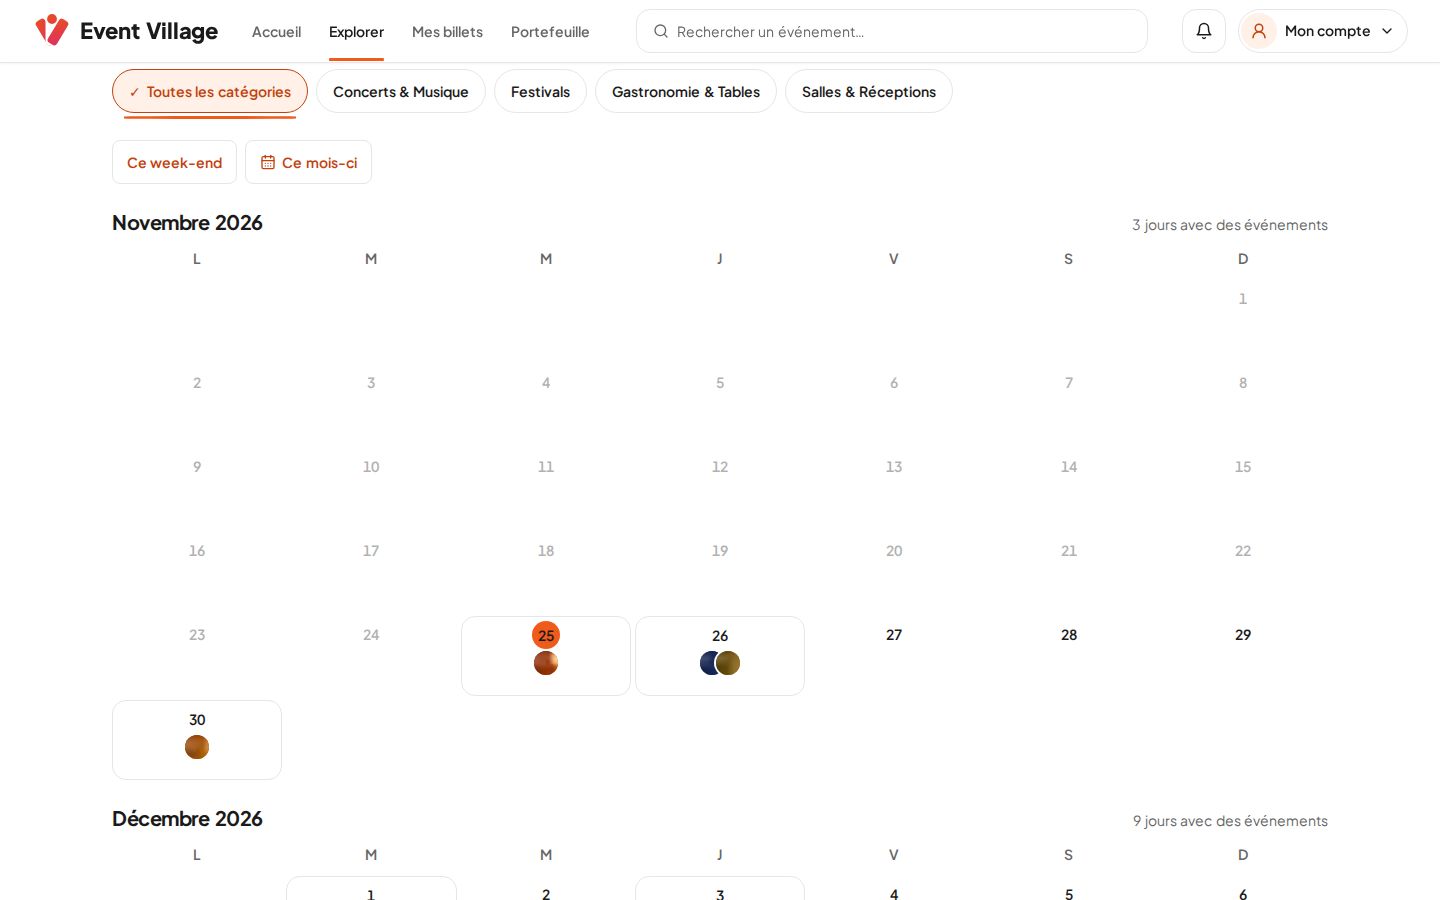 Event Village
Accueil
Explorer
Mes billets
Portefeuille
Rechercher un événement...
Mon compte
✓ Toutes les catégories
Concerts & Musique
Festivals
Gastronomie & Tables
Salles & Réceptions
Ce week-end
Ce mois-ci
Novembre 2026
3 jours avec des événements
L M M J V S D
1
2 3 4 5 6 7 8
9 10 11 12 13 14 15
16 17 18 19 20 21 22
23 24 25 26 27 28 29
30
Décembre 2026
9 jours avec des événements
L M M J V S D
1 2 3 4 5 6